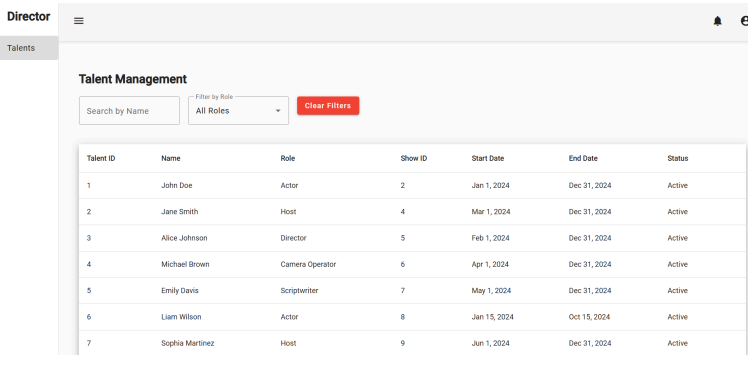 Director
Talents
Talent Management
Search by Name
Filter by Role
All Roles
Clear Filters
Talent ID Name Role Show ID Start Date End Date Status
1 John Doe Actor 2 Jan 1, 2024 Dec 31, 2024 Active
2 Jane Smith Host 4 Mar 1, 2024 Dec 31, 2024 Active
3 Alice Johnson Director 5 Feb 1, 2024 Dec 31, 2024 Active
4 Michael Brown Camera Operator 6 Apr 1, 2024 Dec 31, 2024 Active
5 Emily Davis Scriptwriter 7 May 1, 2024 Dec 31, 2024 Active
6 Liam Wilson Actor 8 Jan 15, 2024 Oct 15, 2024 Active
7 Sophia Martinez Host 9 Jun 1, 2024 Dec 31, 2024 Active